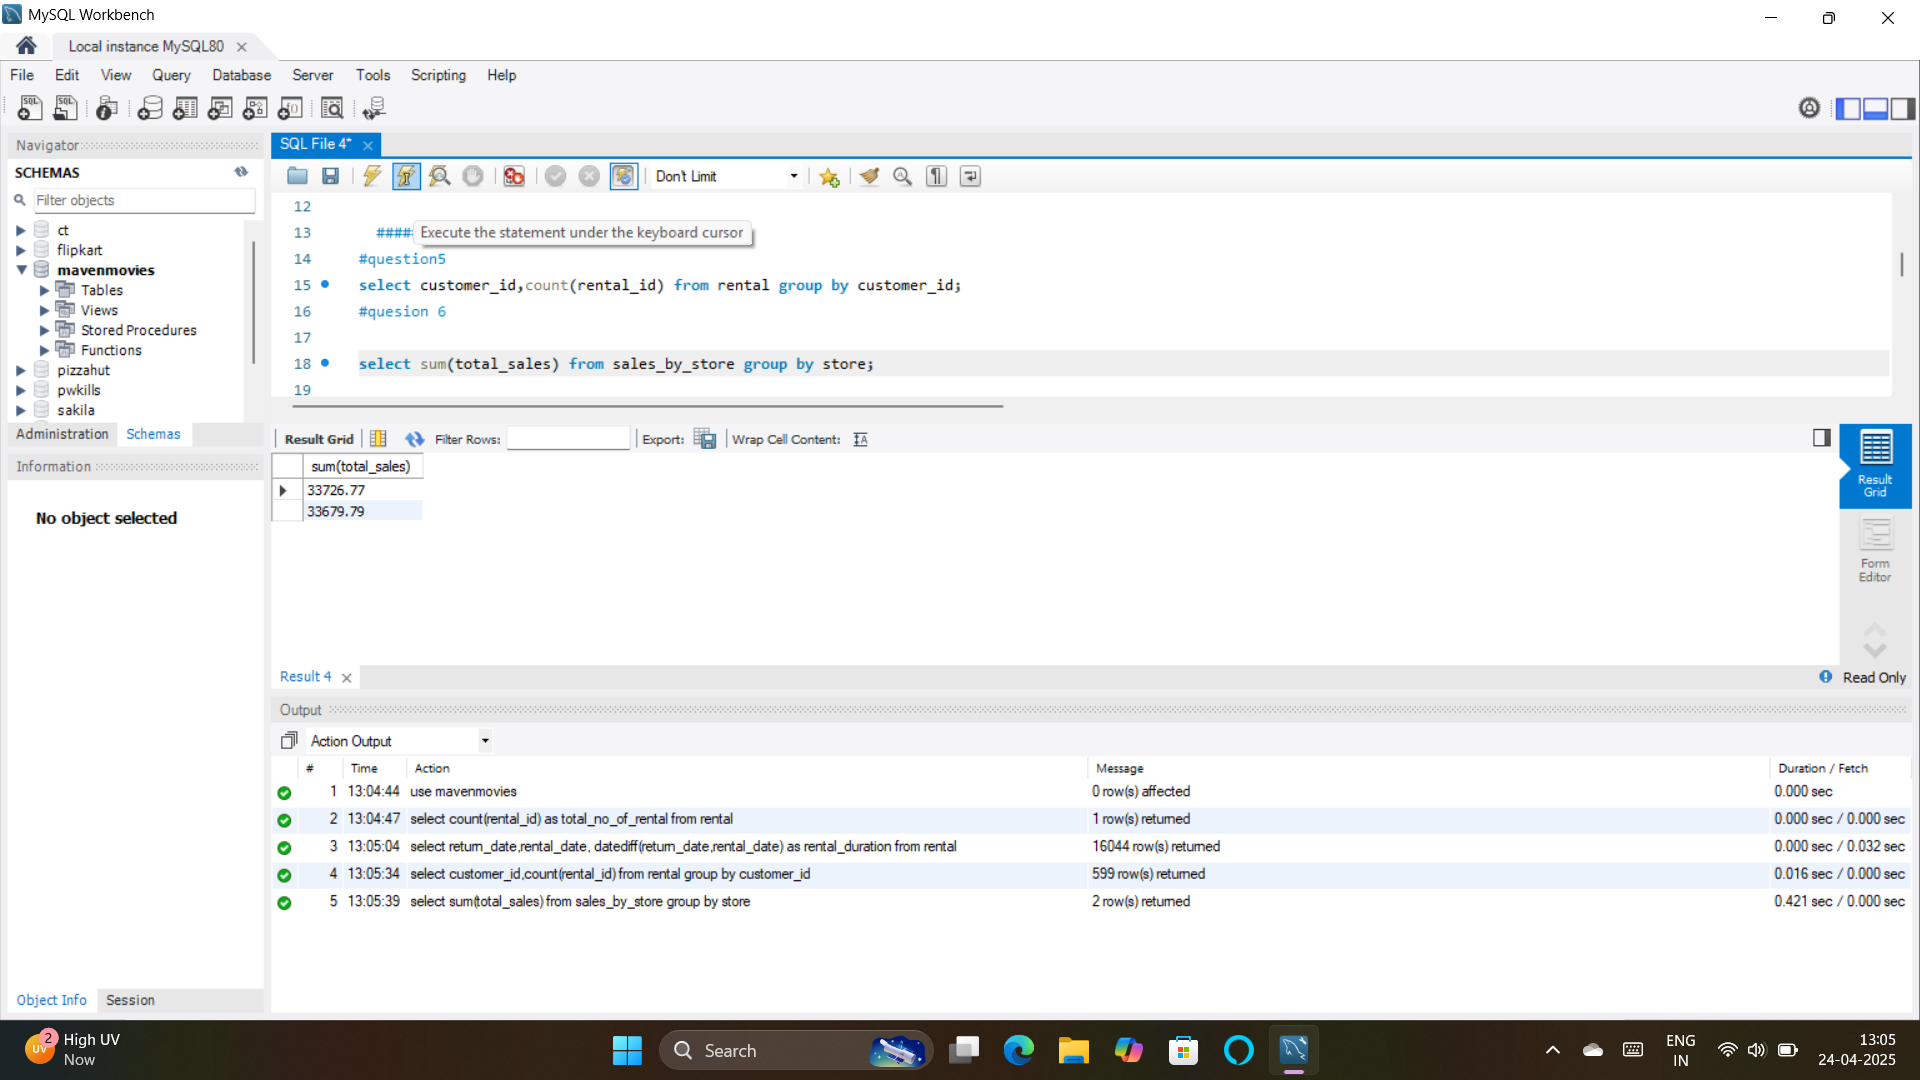 MySQL Workbench
Local instance MySQL80
File Edit View Query Database Server Tools Scripting Help
Navigator
SCHEMAS
Filter objects
ct
flipkart
mavenmovies
Tables
Views
Stored Procedures
Functions
pizzahut
pwkills
sakila
Administration Schemas
Information
No object selected
Object Info Session
SQL File 4*
Don't Limit
12
13 ####
Execute the statement under the keyboard cursor
14 #question5
15 select customer_id,count(rental_id) from rental group by customer_id;
16 #quesion 6
17
18 select sum(total_sales) from sales_by_store group by store;
19
Result Grid Filter Rows: Export: Wrap Cell Content:
sum(total_sales)
33726.77
33679.79
Result Grid
Form Editor
Result 4
Read Only
Output
Action Output
# Time Action Message Duration / Fetch
1 13:04:44 use mavenmovies 0 row(s) affected 0.000 sec
2 13:04:47 select count(rental_id) as total_no_of_rental from rental 1 row(s) returned 0.000 sec / 0.000 sec
3 13:05:04 select return_date,rental_date, datediff(return_date,rental_date) as rental_duration from rental 16044 row(s) returned 0.000 sec / 0.032 sec
4 13:05:34 select customer_id,count(rental_id) from rental group by customer_id 599 row(s) returned 0.016 sec / 0.000 sec
5 13:05:39 select sum(total_sales) from sales_by_store group by store 2 row(s) returned 0.421 sec / 0.000 sec
UV 2
High UV
Now
Search
ENG
IN
13:05
24-04-2025